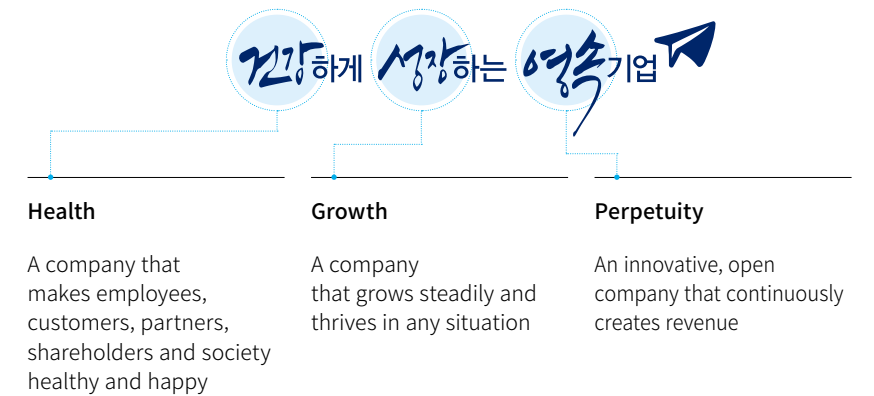 건강하게 성장하는 영속기업
Health
A company that
makes employees,
customers, partners,
shareholders and society
healthy and happy
Growth
A company
that grows steadily and
thrives in any situation
Perpetuity
An innovative, open
company that continuously
creates revenue